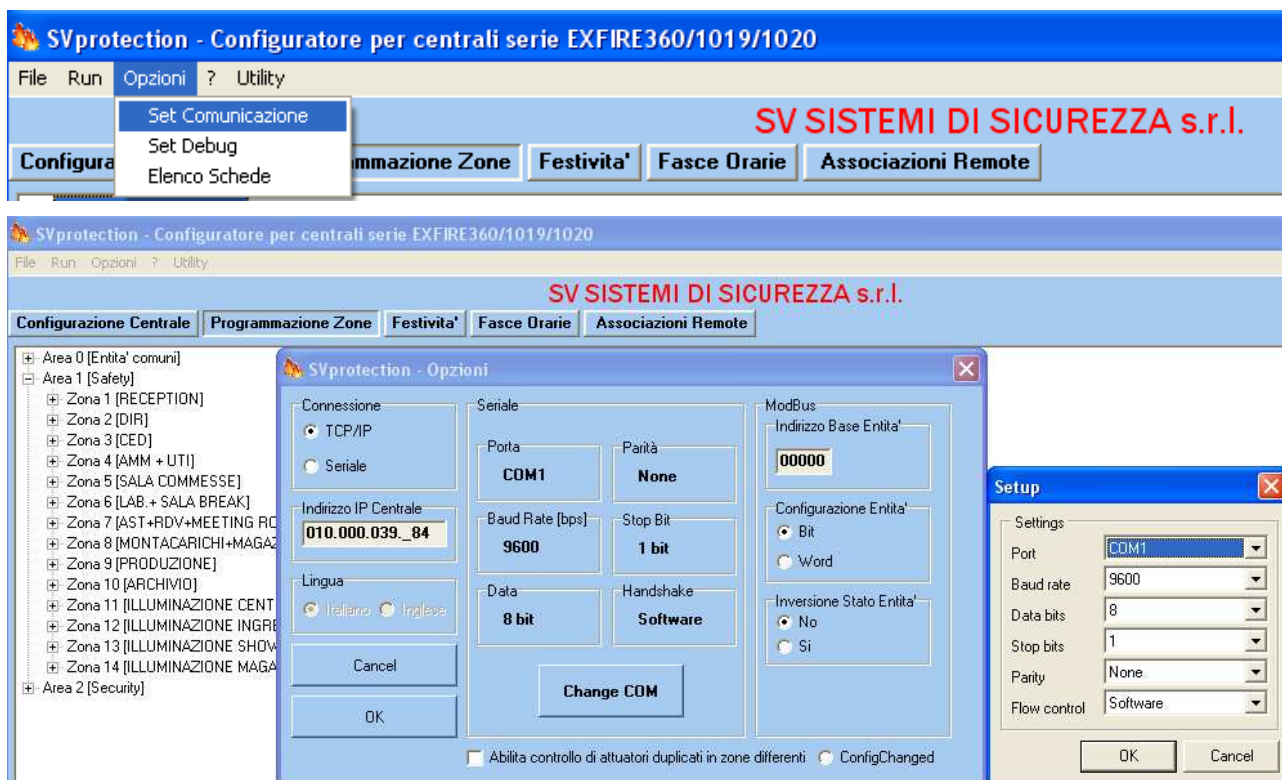 SVprotection - Configuratore per centrali serie EXFIRE360/1019/1020
File Run Opzioni ? Utility
Set Comunicazione
Set Debug
Elenco Schede
SV SISTEMI DI SICUREZZA s.r.l.
Configura
mmazione Zone
Festivita'
Fasce Orarie
Associazioni Remote
SVprotection - Configuratore per centrali serie EXFIRE360/1019/1020
File Run Opzioni ? Utility
SV SISTEMI DI SICUREZZA s.r.l.
Configurazione Centrale
Programmazione Zone
Festivita'
Fasce Orarie
Associazioni Remote
Area 0 [Entita' comuni]
Area 1 [Safety]
Zona 1 [RECEPTION]
Zona 2 [DIR]
Zona 3 [CED]
Zona 4 [AMM + UTI]
Zona 5 [SALA COMMESSE]
Zona 6 [LAB.+ SALA BREAK]
Zona 7 [AST+RDV+MEETING RO
Zona 8 [MONTACARICHI+MAGAZ
Zona 9 [PRODUZIONE]
Zona 10 [ARCHIVIO]
Zona 11 [ILLUMINAZIONE CENT
Zona 12 [ILLUMINAZIONE INGRE
Zona 13 [ILLUMINAZIONE SHOW
Zona 14 [ILLUMINAZIONE MAGA
Area 2 [Security]
SVprotection - Opzioni
Connessione
TCP/IP
Seriale
Indirizzo IP Centrale
010.000.039._84
Lingua
Italiano
Inglese
Cancel
OK
Seriale
Porta
COM1
Parità
None
Baud Rate [bps]
9600
Stop Bit
1 bit
Data
8 bit
Handshake
Software
Change COM
ModBus
Indirizzo Base Entita'
00000
Configurazione Entita'
Bit
Word
Inversione Stato Entita'
No
Si
Abilita controllo di attuatori duplicati in zone differenti
ConfigChanged
Setup
Settings
Port COM1
Baud rate 9600
Data bits 8
Stop bits 1
Parity None
Flow control Software
OK
Cancel